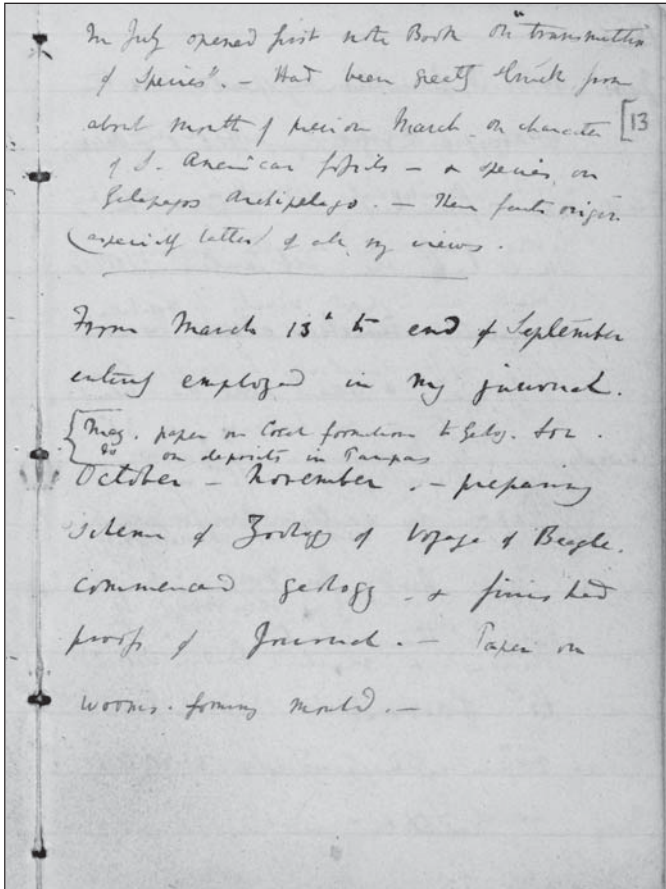 In July opened first note Book on "transmutation
of Species". — Had been greatly struck from
about month of previous March on character
[13
of S. American fossils — & species on
Galapagos Archipelago. — These facts origin
(especially latter) of all my views.
From March 13th to end of September
entirely employed in my journal.
{May. paper on Coral formations to Geolog. Soc.
do on deposits in Pampas
October – November. — preparing
scheme of Zoology of Voyage of Beagle.
commenced geology. & finished
proofs of Journal. — Paper on
worms. forming mould. —